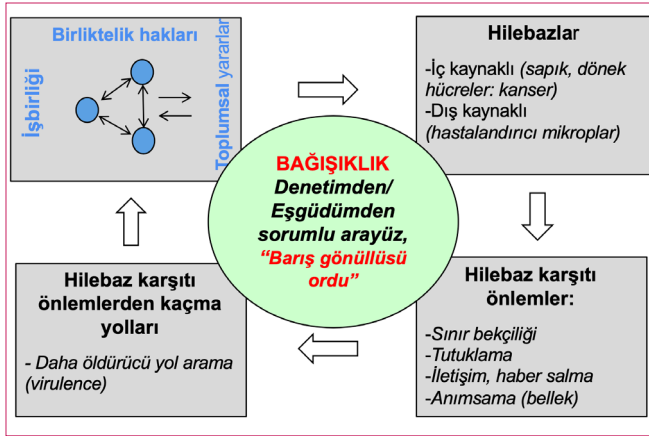 Birliktelik hakları
İşbirliği
Toplumsal yararlar
Hilebazlar
-İç kaynaklı (sapık, dönek
hücreler: kanser)
-Dış kaynaklı
(hastalandırıcı mikroplar)
BAĞIŞIKLIK
Denetimden/
Eşgüdümden
sorumlu arayüz,
“Barış gönüllüsü
ordu”
Hilebaz karşıtı
önlemlerden kaçma
yolları
- Daha öldürücü yol arama
(virulence)
Hilebaz karşıtı
önlemler:
-Sınır bekçiliği
-Tutuklama
-İletişim, haber salma
-Anımsama (bellek)